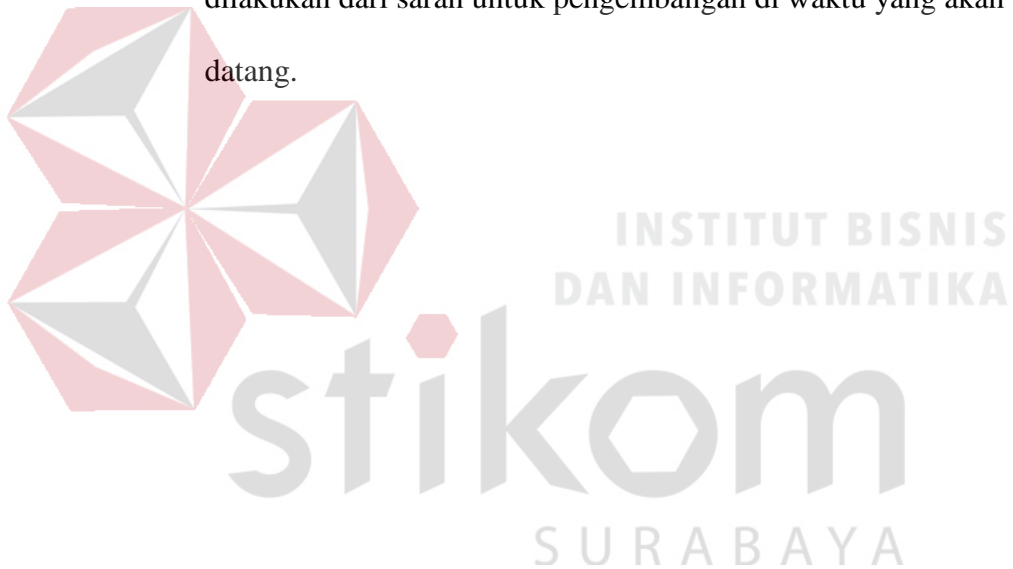 dilakukan dari saran untuk pengembangan di waktu yang akan
datang.
INSTITUT BISNIS
DAN INFORMATIKA
stikom
SURABAYA